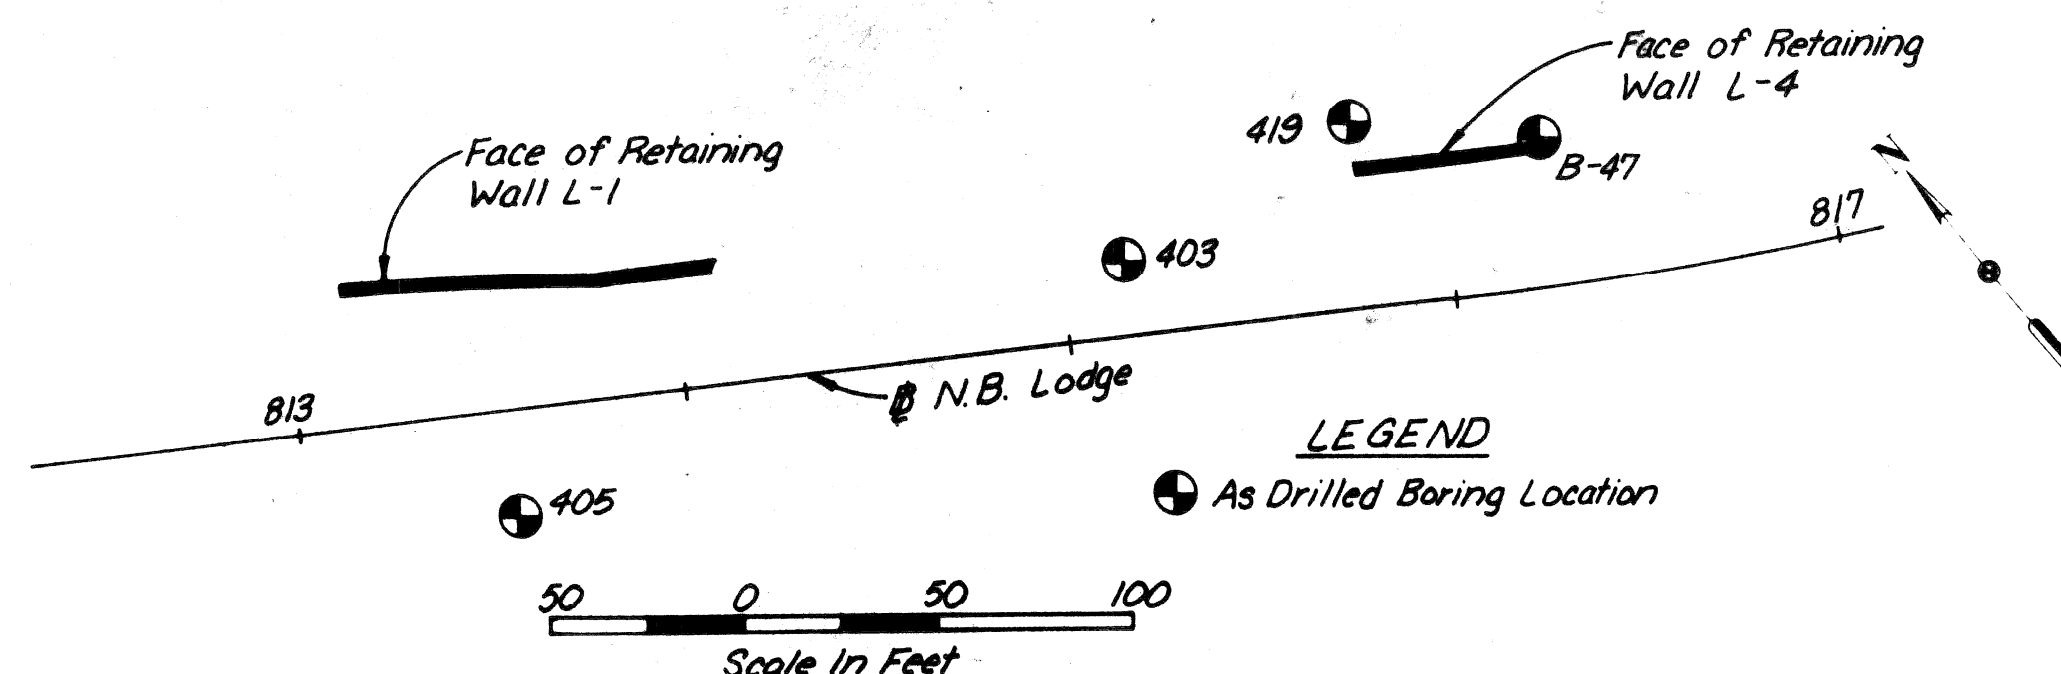 Face of Retaining
Wall L-4
419
B-47
N
Face of Retaining
Wall L-1
403
817
813
N.B. Lodge
405
LEGEND
As Drilled Boring Location
50 0 50 100
Scale In Feet